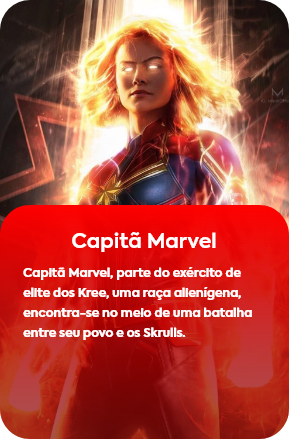 Capitã Marvel
Capitã Marvel, parte do exército de
elite dos Kree, uma raça alienígena,
encontra-se no meio de uma batalha
entre seu povo e os Skrulls.